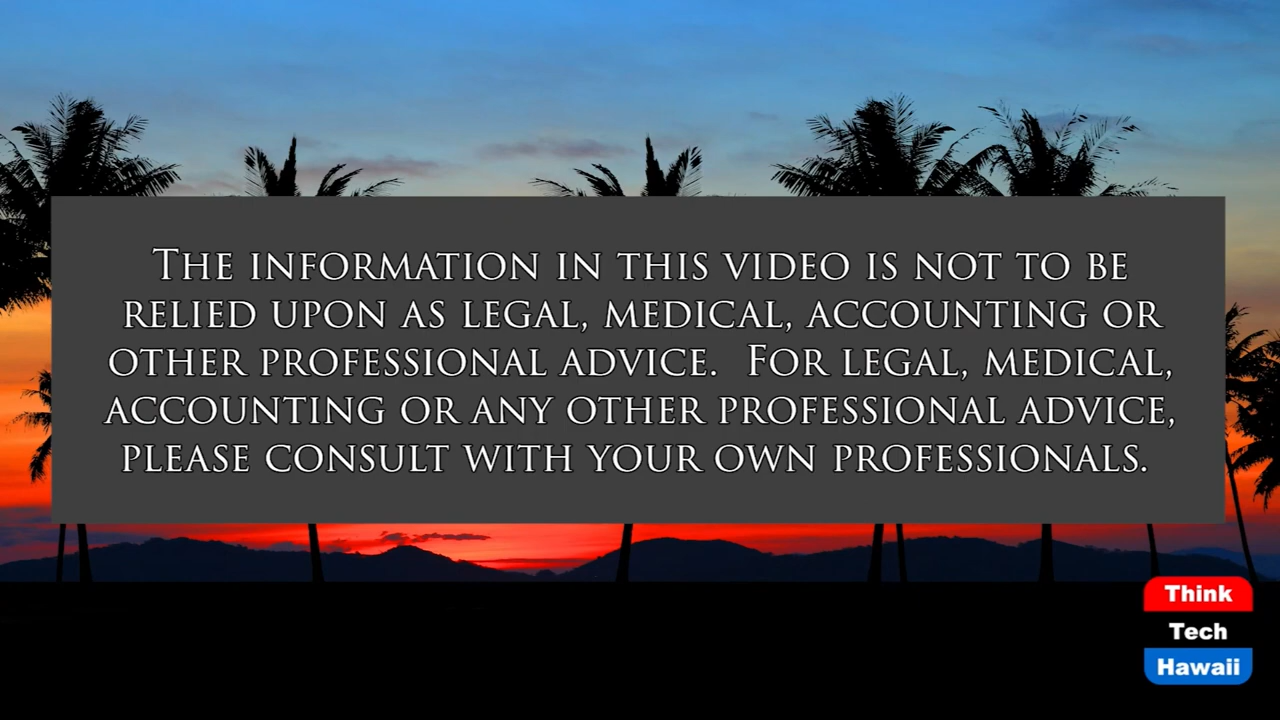 The information in this video is not to be
relied upon as legal, medical, accounting or
other professional advice.  For legal, medical,
accounting or any other professional advice,
please consult with your own professionals.
Think
Tech
Hawaii